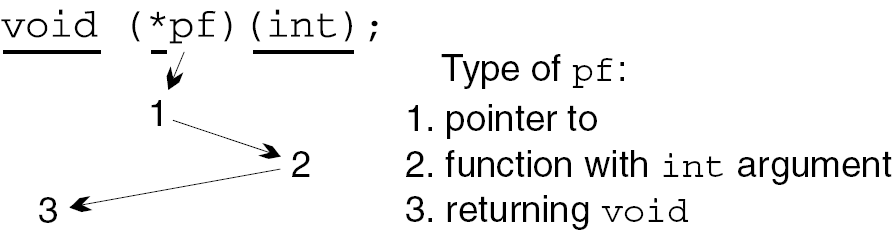 void (*pf)(int);
Type of pf:
1
1. pointer to
2
2. function with int argument
3
3. returning void